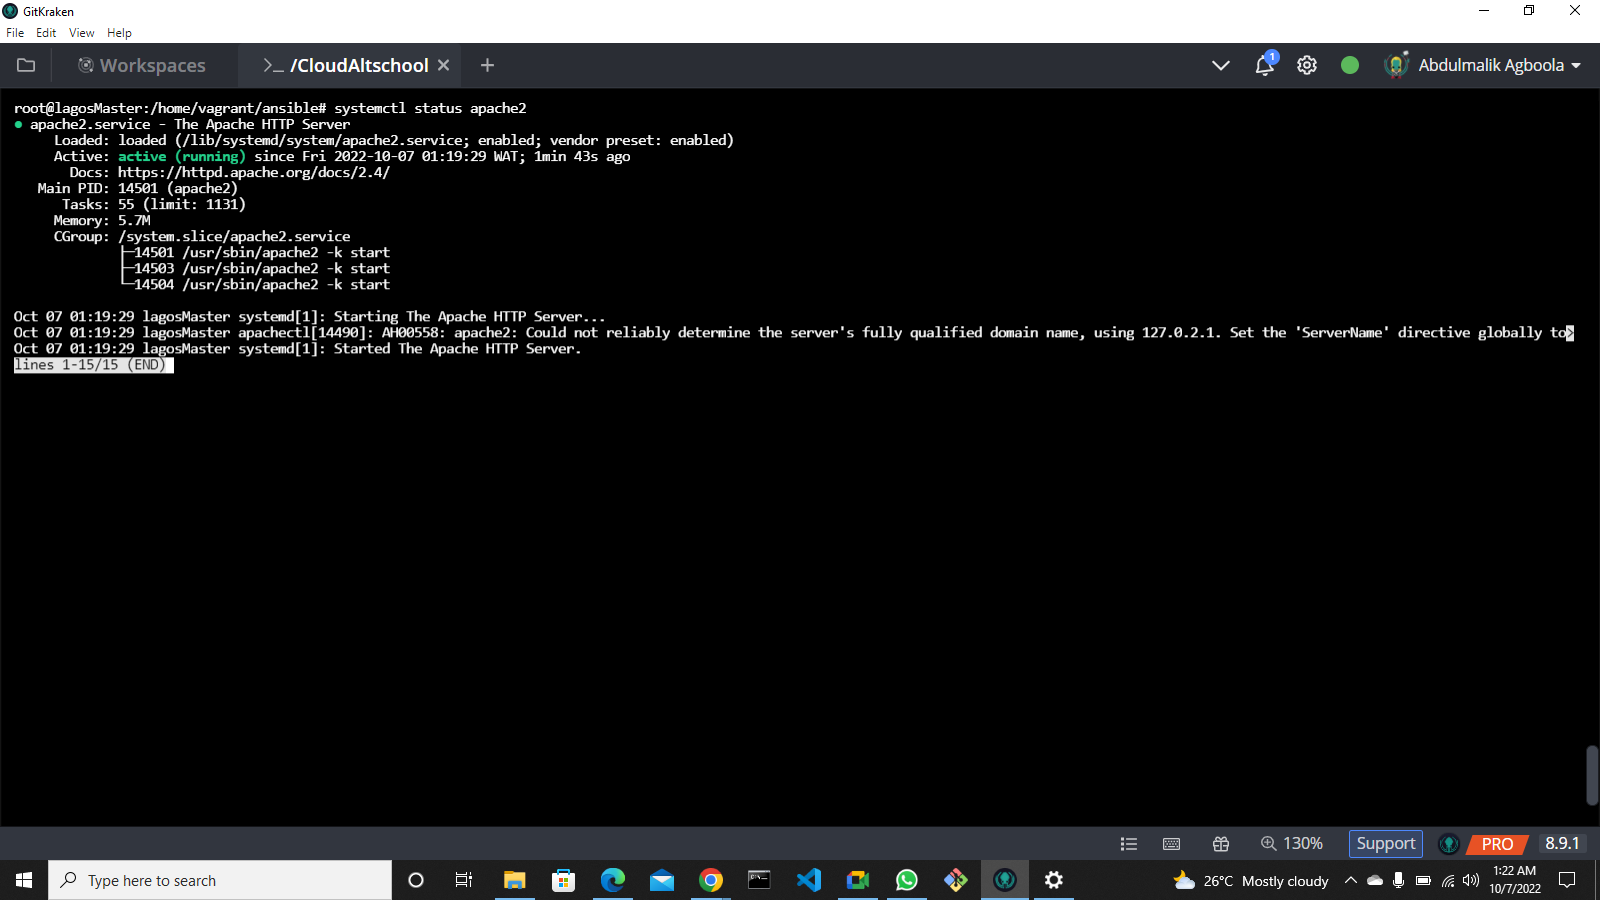 GitKraken
File Edit View Help
Workspaces >_ /CloudAltschool × + 1 Abdulmalik Agboola
root@lagosMaster:/home/vagrant/ansible# systemctl status apache2
● apache2.service - The Apache HTTP Server
Loaded: loaded (/lib/systemd/system/apache2.service; enabled; vendor preset: enabled)
Active: active (running) since Fri 2022-10-07 01:19:29 WAT; 1min 43s ago
Docs: https://httpd.apache.org/docs/2.4/
Main PID: 14501 (apache2)
Tasks: 55 (limit: 1131)
Memory: 5.7M
CGroup: /system.slice/apache2.service
├─14501 /usr/sbin/apache2 -k start
├─14503 /usr/sbin/apache2 -k start
└─14504 /usr/sbin/apache2 -k start
Oct 07 01:19:29 lagosMaster systemd[1]: Starting The Apache HTTP Server...
Oct 07 01:19:29 lagosMaster apachectl[14490]: AH00558: apache2: Could not reliably determine the server's fully qualified domain name, using 127.0.2.1. Set the 'ServerName' directive globally to>
Oct 07 01:19:29 lagosMaster systemd[1]: Started The Apache HTTP Server.
lines 1-15/15 (END)
130% Support PRO 8.9.1
Type here to search 26°C Mostly cloudy 1:22 AM
10/7/2022